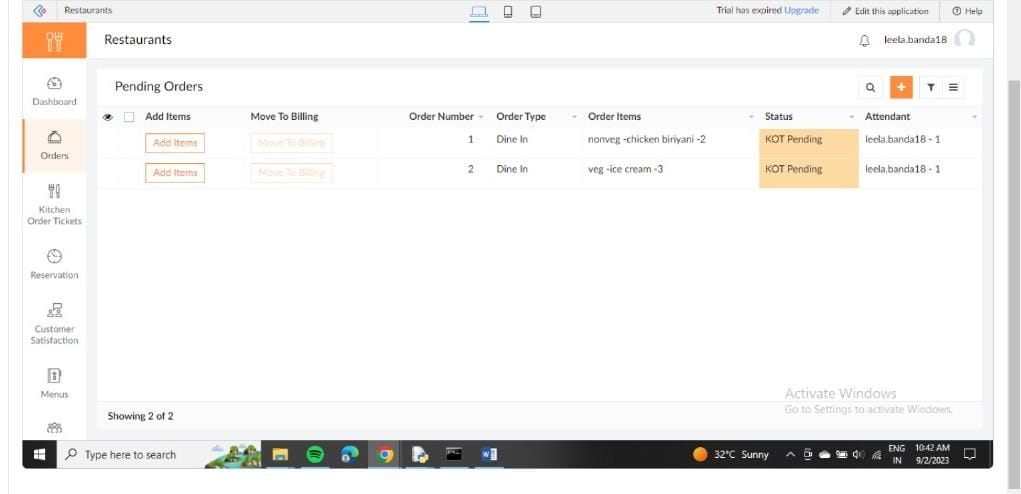 Restaurants
Trial has expired Upgrade
Edit this application
Help
Restaurants
leela.banda18
Dashboard
Orders
Kitchen
Order Tickets
Reservation
Customer
Satisfaction
Menus
Pending Orders
Add Items Move To Billing Order Number Order Type Order Items Status Attendant
Add Items Move To Billing 1 Dine In nonveg -chicken biriyani -2 KOT Pending leela.banda18 - 1
Add Items Move To Billing 2 Dine In veg -ice cream -3 KOT Pending leela.banda18 - 1
Showing 2 of 2
Activate Windows
Go to Settings to activate Windows.
Type here to search
32°C Sunny
ENG
IN
10:42 AM
9/2/2023